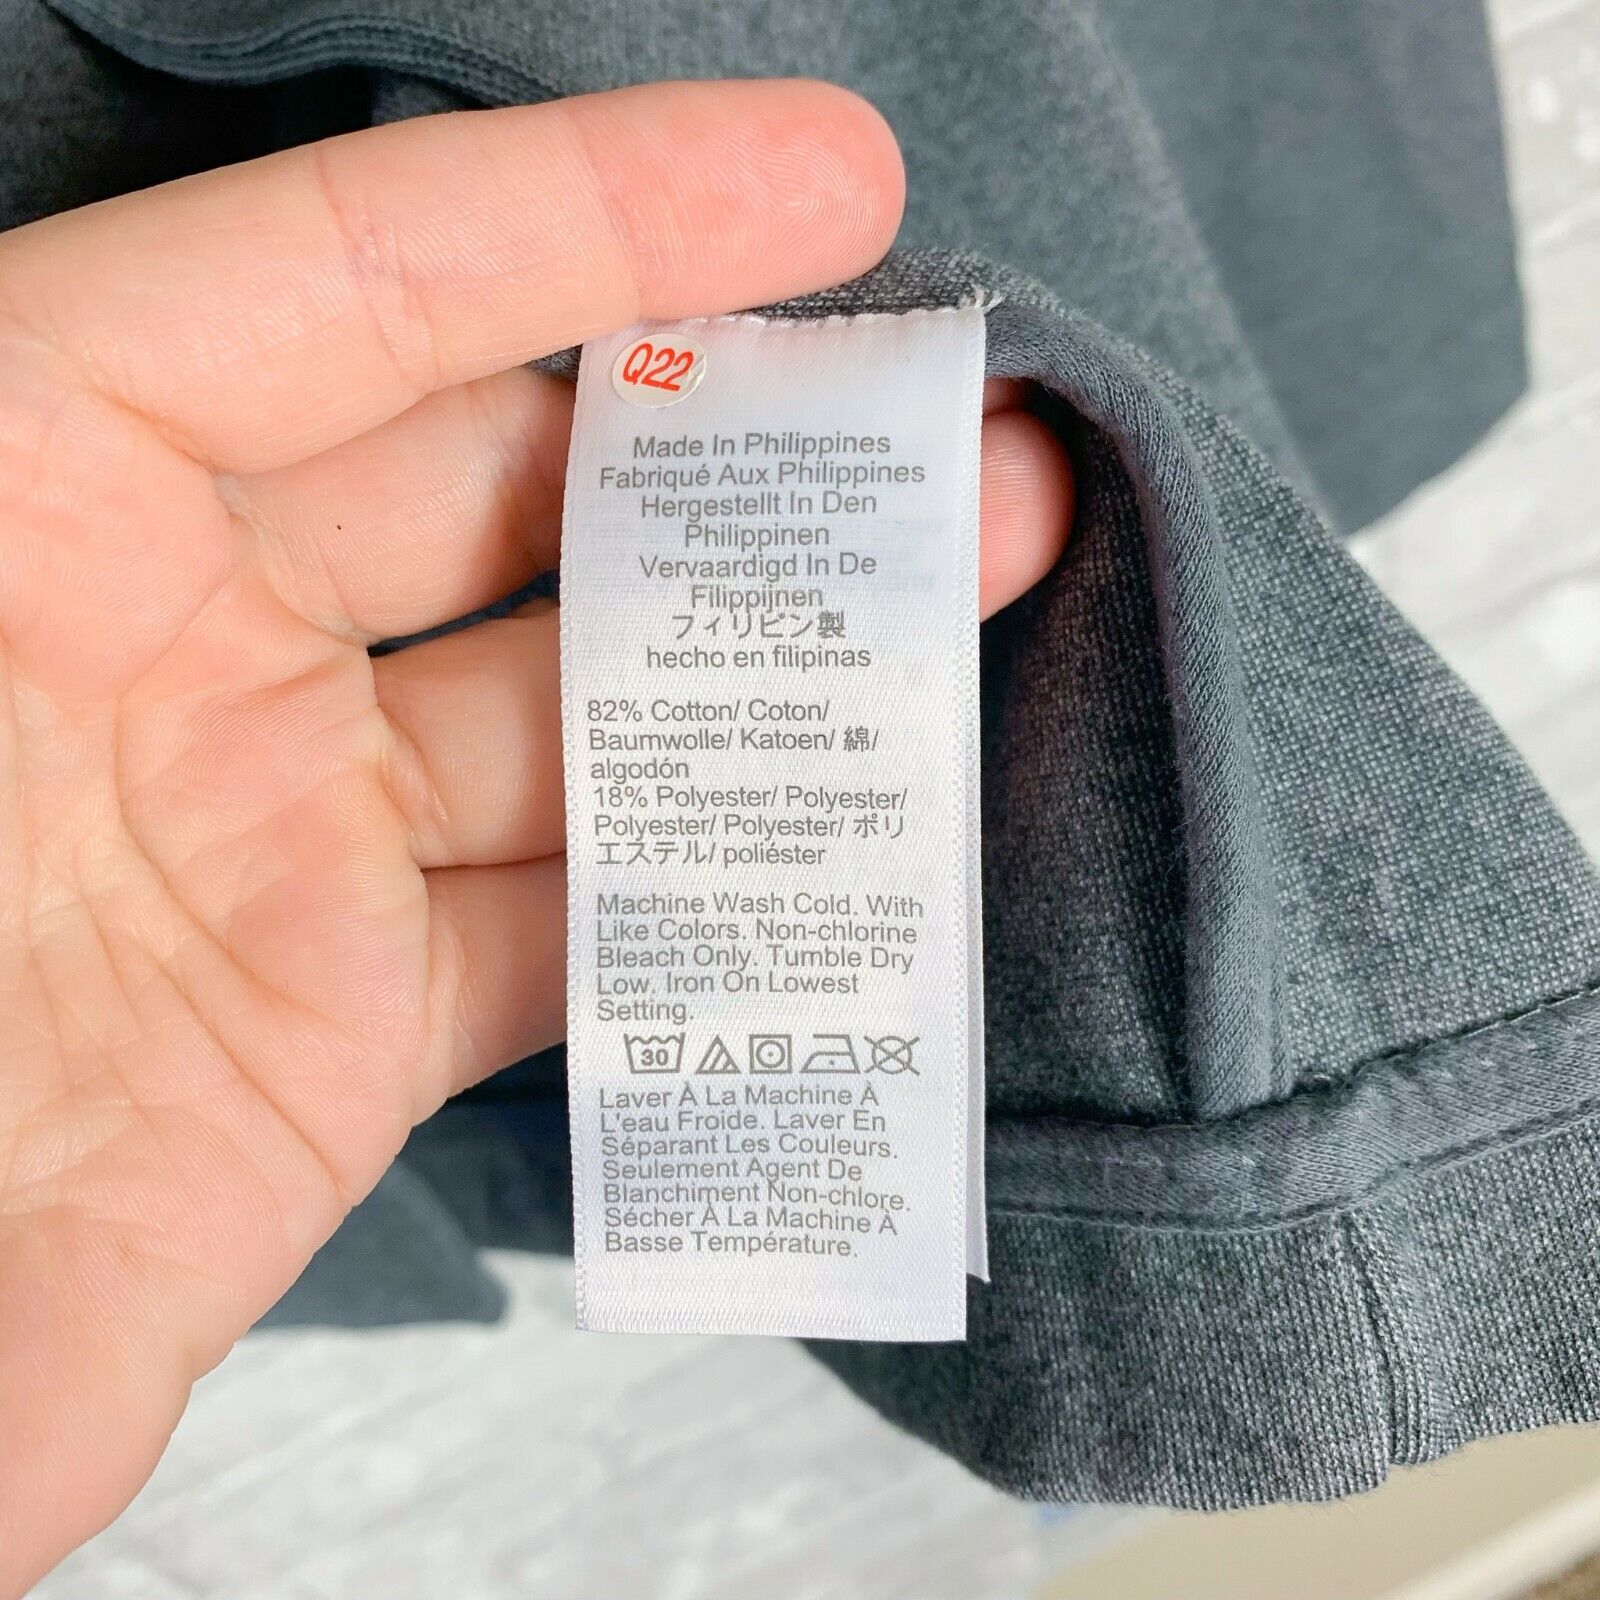 Q22
Made In Philippines
Fabriqué Aux Philippines
Hergestellt In Den
Philippinen
Vervaardigd In De
Filippijnen
フィリピン製
hecho en filipinas
82% Cotton/ Coton/
Baumwolle/ Katoen/ 綿/
algodón
18% Polyester/ Polyester/
Polyester/ Polyester/ ポリ
エステル/ poliéster
Machine Wash Cold. With
Like Colors. Non-chlorine
Bleach Only. Tumble Dry
Low. Iron On Lowest
Setting.
30
Laver À La Machine À
L'eau Froide. Laver En
Séparant Les Couleurs.
Seulement Agent De
Blanchiment Non-chlore.
Sécher À La Machine À
Basse Température.